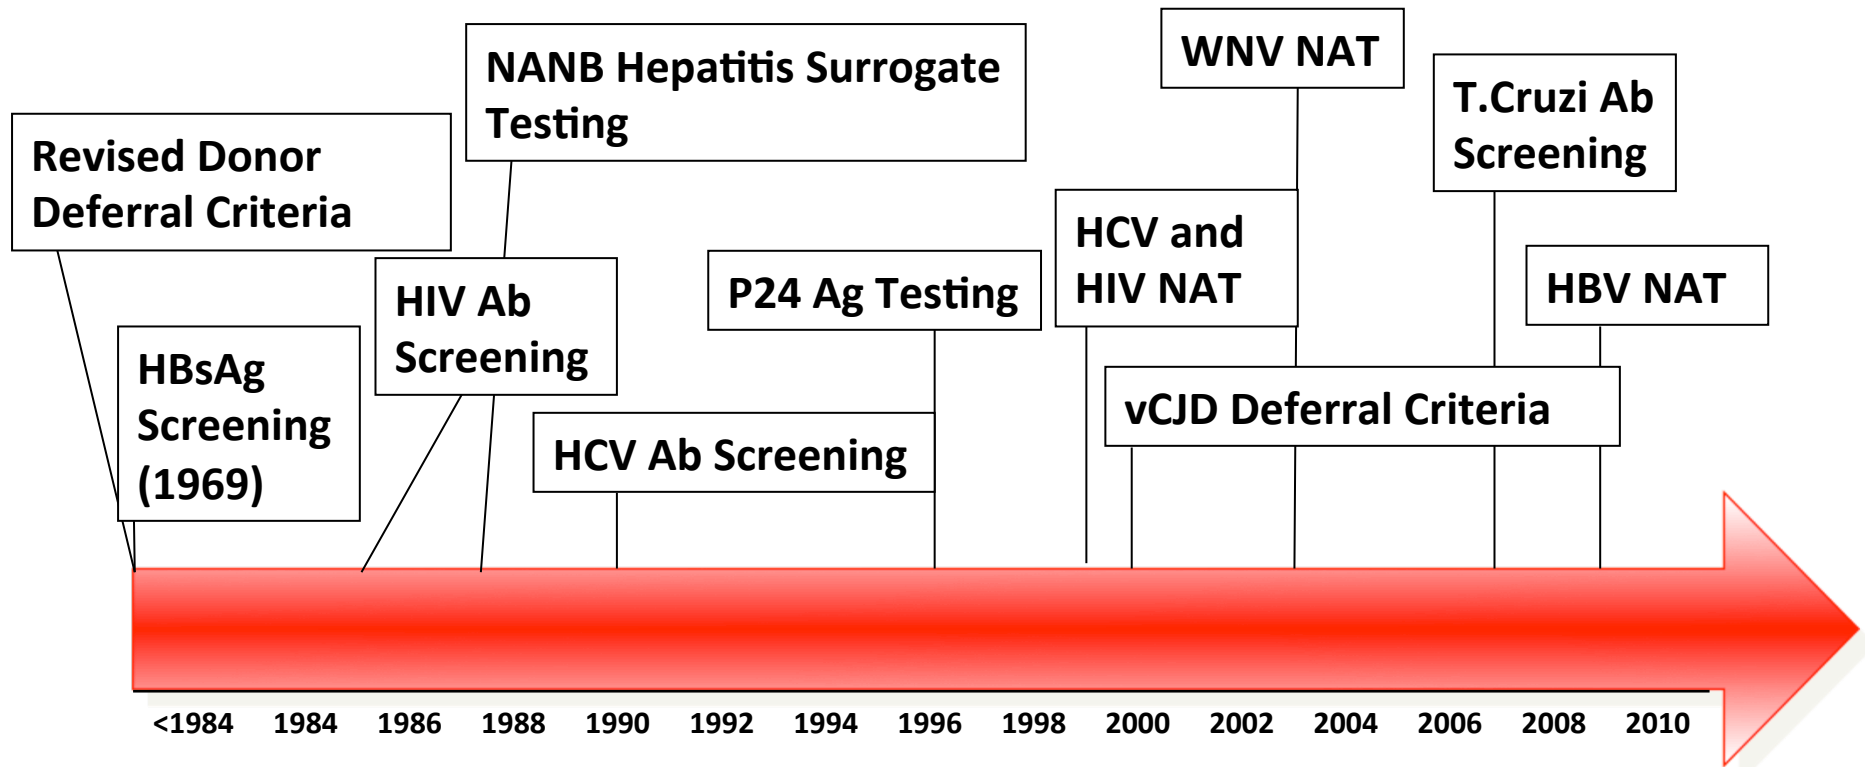 Revised Donor
Deferral Criteria
HBsAg
Screening
(1969)
NANB Hepatitis Surrogate
Testing
HIV Ab
Screening
HCV Ab Screening
P24 Ag Testing
HCV and
HIV NAT
WNV NAT
vCJD Deferral Criteria
T.Cruzi Ab
Screening
HBV NAT
<1984 1984 1986 1988 1990 1992 1994 1996 1998 2000 2002 2004 2006 2008 2010